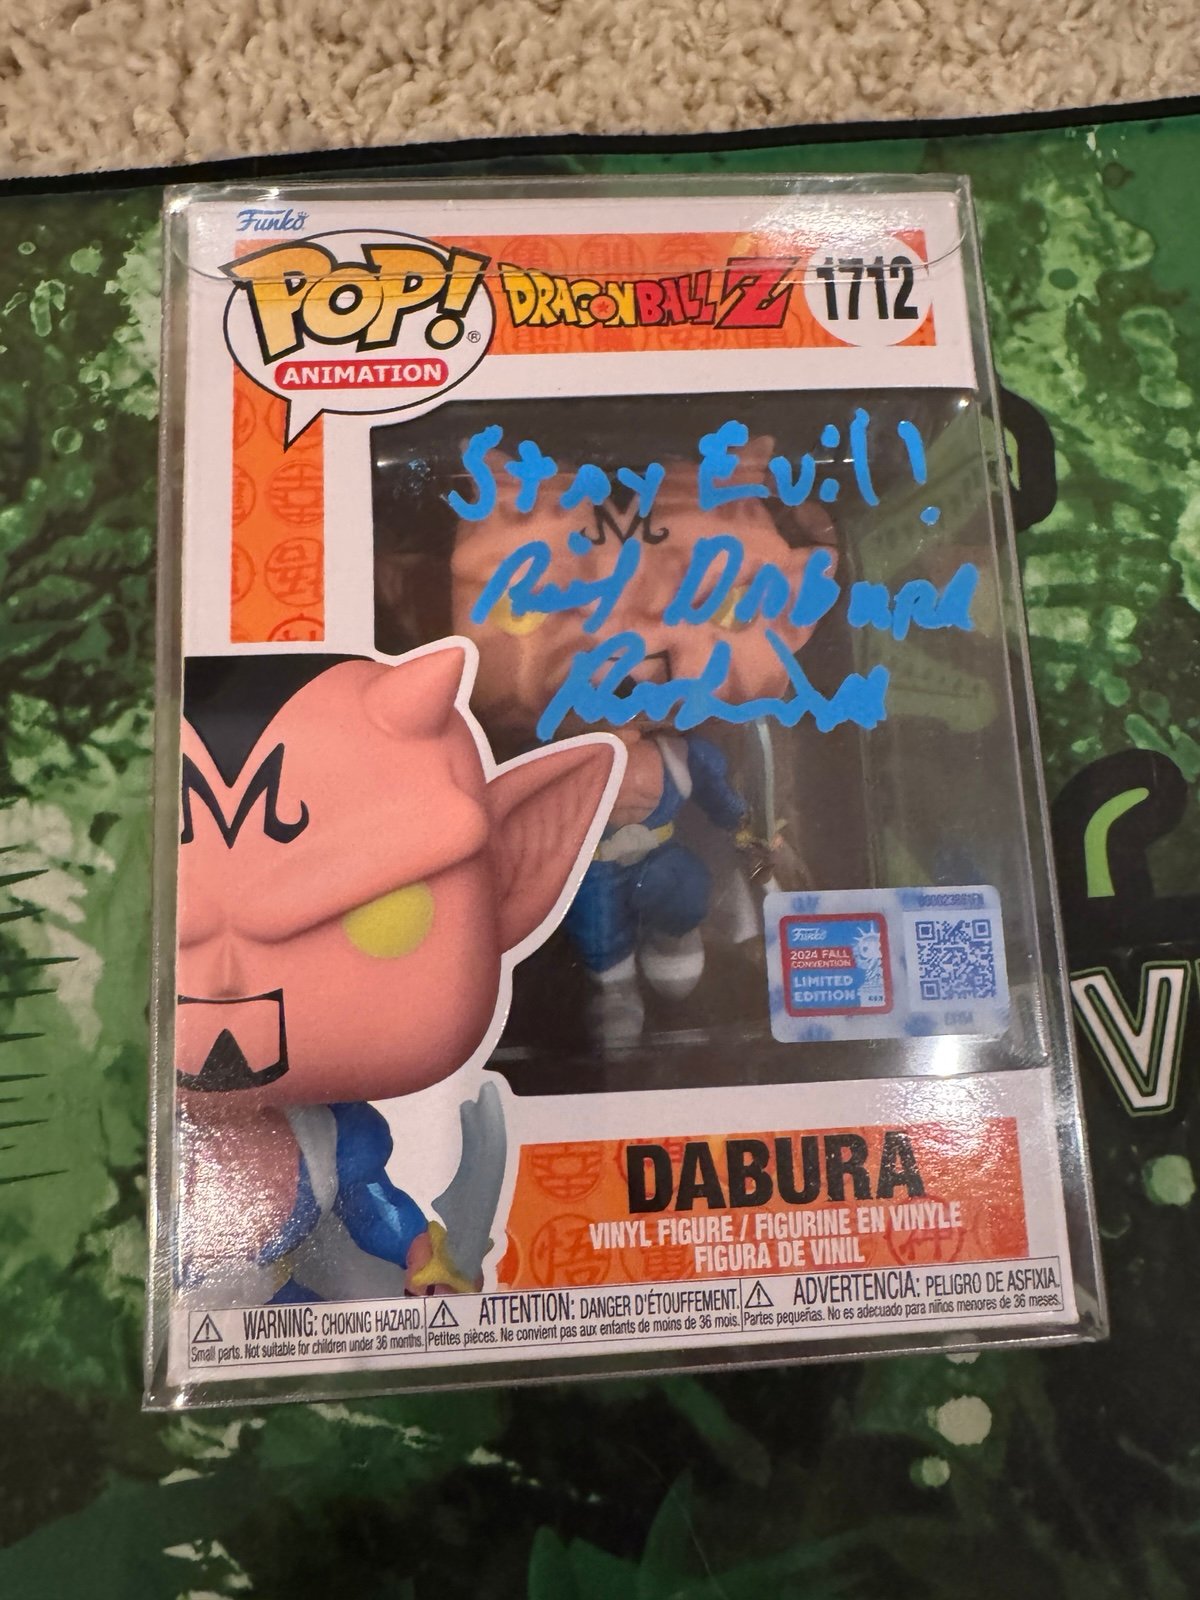 Funko
POP!®
ANIMATION
DRAGONBALL Z
1712
Stay Evil!
DABURA
VINYL FIGURE / FIGURINE EN VINYLE
FIGURA DE VINIL
Funko
2024 FALL
CONVENTION
LIMITED
EDITION
WARNING: CHOKING HAZARD.
Small parts. Not suitable for children under 36 months.
ATTENTION: DANGER D'ÉTOUFFEMENT.
Petites pièces. Ne convient pas aux enfants de moins de 36 mois.
ADVERTENCIA: PELIGRO DE ASFIXIA.
Partes pequeñas. No es adecuado para niños menores de 36 meses.